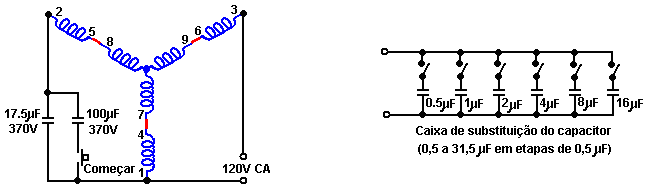 2
3
5
8
9
6
7
4
1
17.5µF
370V
100µF
370V
Começar
120V CA
0.5µF
1µF
2µF
4µF
8µF
16µF
Caixa de substituição do capacitor
(0,5 a 31,5 µF em etapas de 0,5 µF)